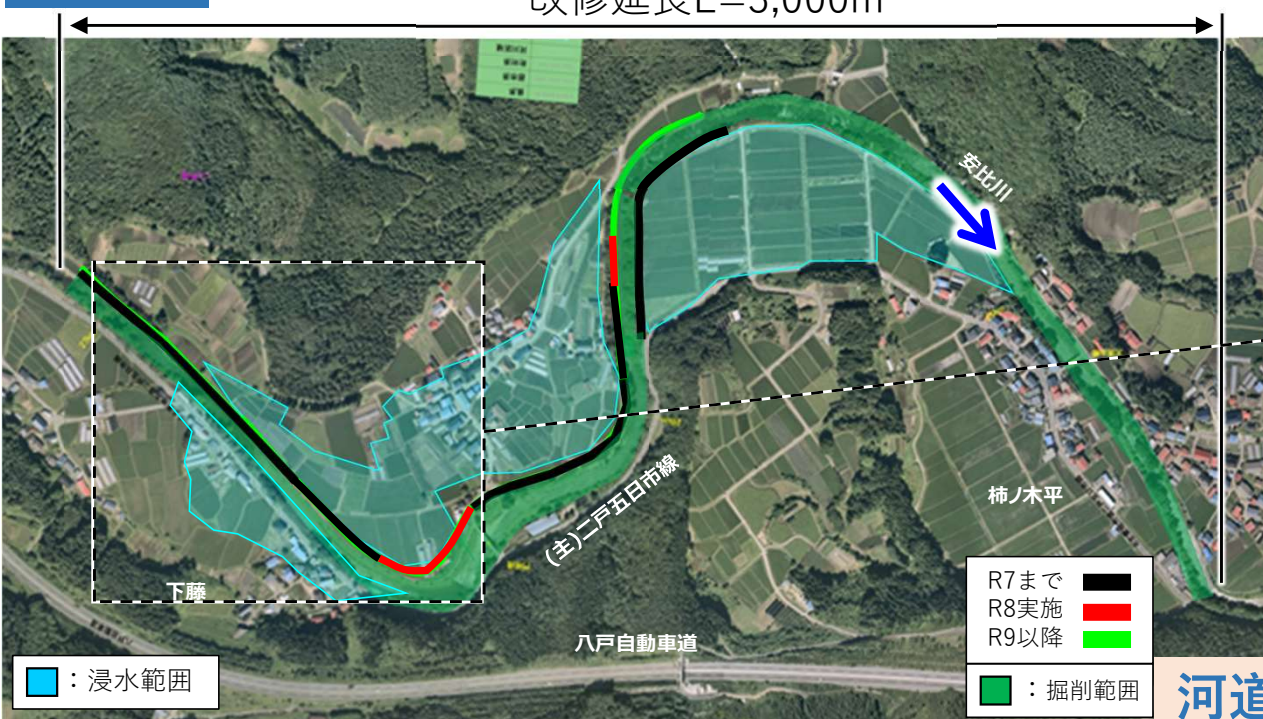 改修延長L=3,000m
安比川
(主)二戸五日市線
柿ノ木平
下藤
八戸自動車道
R7まで
R8実施
R9以降
：浸水範囲
：掘削範囲
河道